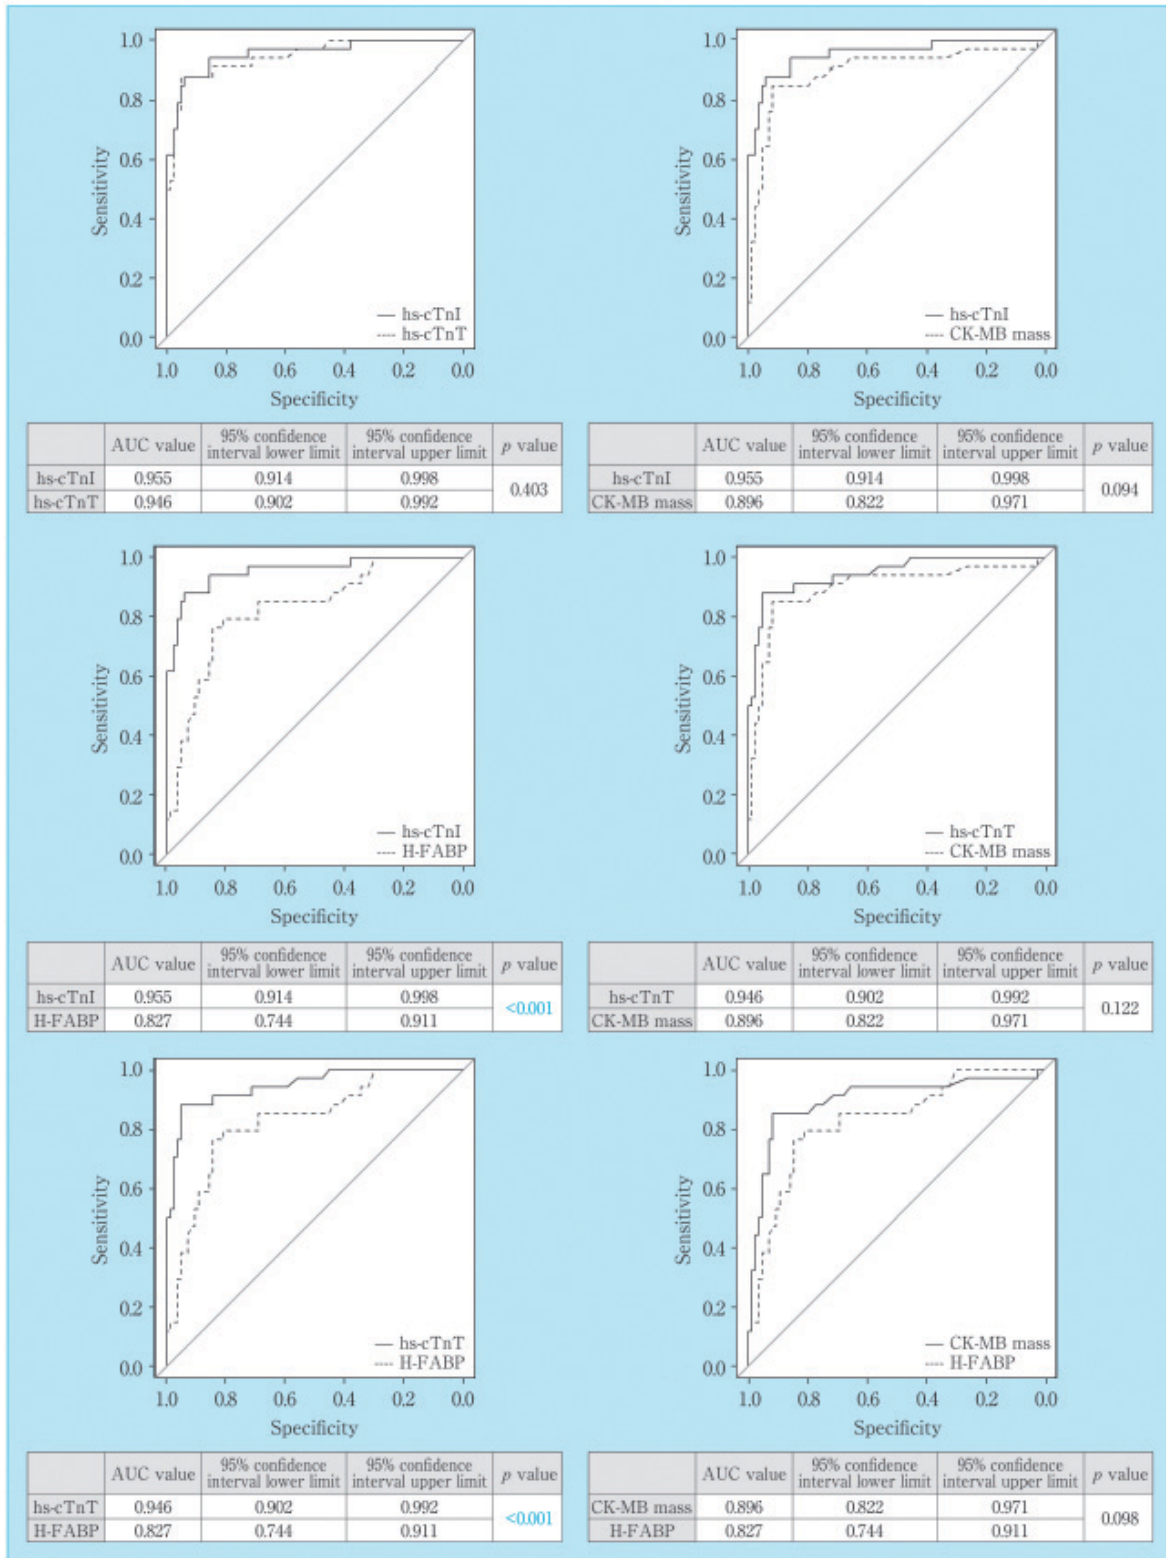 1.0
0.8
0.6
0.4
0.2
0.0
Sensitivity
hs-cTnI
hs-cTnT
1.0 0.8 0.6 0.4 0.2 0.0
Specificity
AUC value 95% confidence interval lower limit 95% confidence interval upper limit p value
hs-cTnI 0.955 0.914 0.998 0.403
hs-cTnT 0.946 0.902 0.992
1.0
0.8
0.6
0.4
0.2
0.0
Sensitivity
hs-cTnI
CK-MB mass
1.0 0.8 0.6 0.4 0.2 0.0
Specificity
AUC value 95% confidence interval lower limit 95% confidence interval upper limit p value
hs-cTnI 0.955 0.914 0.998 0.094
CK-MB mass 0.896 0.822 0.971
1.0
0.8
0.6
0.4
0.2
0.0
Sensitivity
hs-cTnI
H-FABP
1.0 0.8 0.6 0.4 0.2 0.0
Specificity
AUC value 95% confidence interval lower limit 95% confidence interval upper limit p value
hs-cTnI 0.955 0.914 0.998 <0.001
H-FABP 0.827 0.744 0.911
1.0
0.8
0.6
0.4
0.2
0.0
Sensitivity
hs-cTnT
CK-MB mass
1.0 0.8 0.6 0.4 0.2 0.0
Specificity
AUC value 95% confidence interval lower limit 95% confidence interval upper limit p value
hs-cTnT 0.946 0.902 0.992 0.122
CK-MB mass 0.896 0.822 0.971
1.0
0.8
0.6
0.4
0.2
0.0
Sensitivity
hs-cTnT
H-FABP
1.0 0.8 0.6 0.4 0.2 0.0
Specificity
AUC value 95% confidence interval lower limit 95% confidence interval upper limit p value
hs-cTnT 0.946 0.902 0.992 <0.001
H-FABP 0.827 0.744 0.911
1.0
0.8
0.6
0.4
0.2
0.0
Sensitivity
CK-MB mass
H-FABP
1.0 0.8 0.6 0.4 0.2 0.0
Specificity
AUC value 95% confidence interval lower limit 95% confidence interval upper limit p value
CK-MB mass 0.896 0.822 0.971 0.098
H-FABP 0.827 0.744 0.911